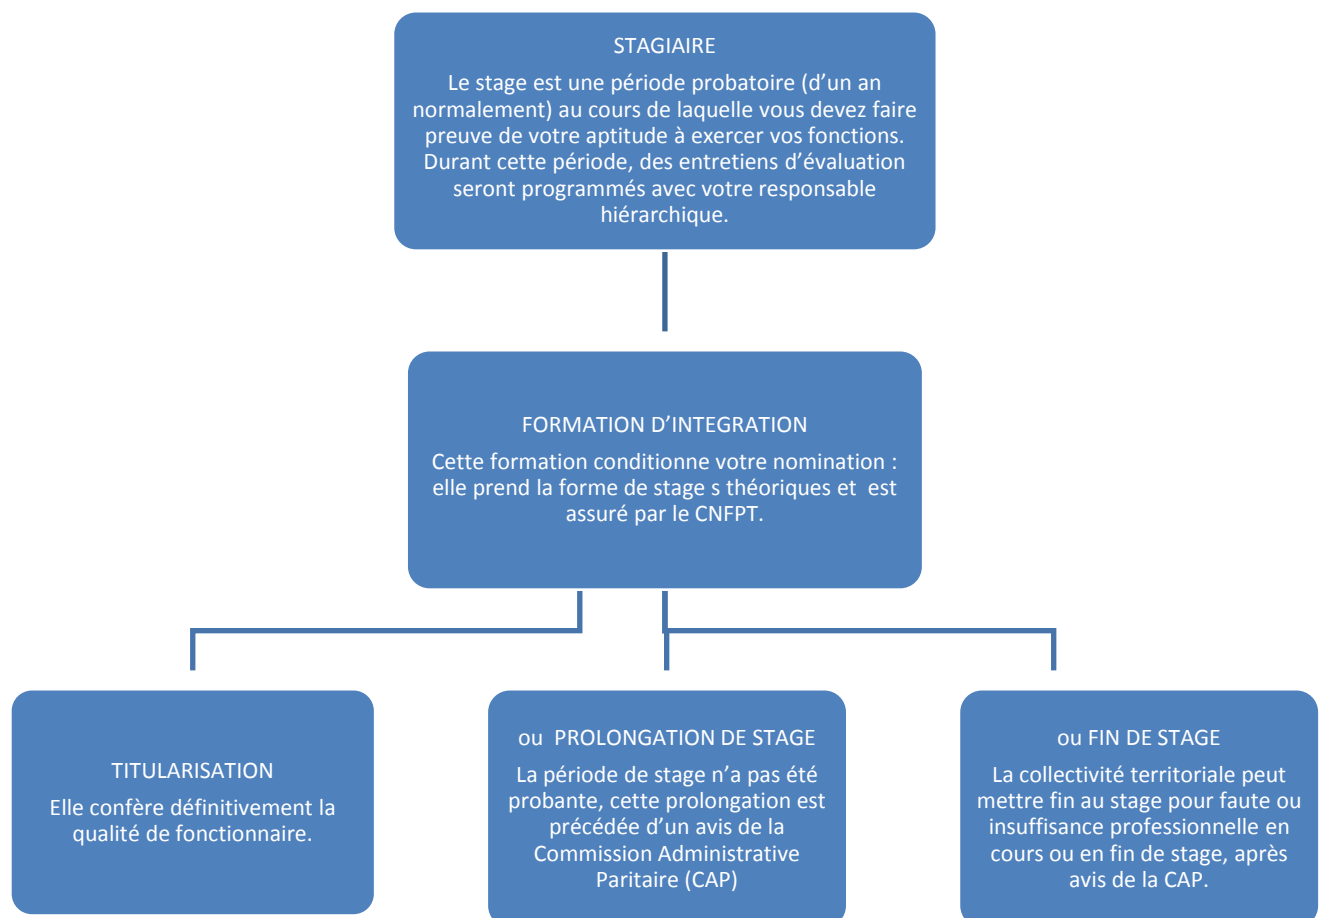 STAGIAIRE
Le stage est une période probatoire (d’un an
normalement) au cours de laquelle vous devez faire
preuve de votre aptitude à exercer vos fonctions.
Durant cette période, des entretiens d’évaluation
seront programmés avec votre responsable
hiérarchique.
FORMATION D’INTEGRATION
Cette formation conditionne votre nomination :
elle prend la forme de stage s théoriques et  est
assuré par le CNFPT.
TITULARISATION
Elle confère définitivement la
qualité de fonctionnaire.
ou  PROLONGATION DE STAGE
La période de stage n’a pas été
probante, cette prolongation est
précédée d’un avis de la
Commission Administrative
Paritaire (CAP)
ou FIN DE STAGE
La collectivité territoriale peut
mettre fin au stage pour faute ou
insuffisance professionnelle en
cours ou en fin de stage, après
avis de la CAP.